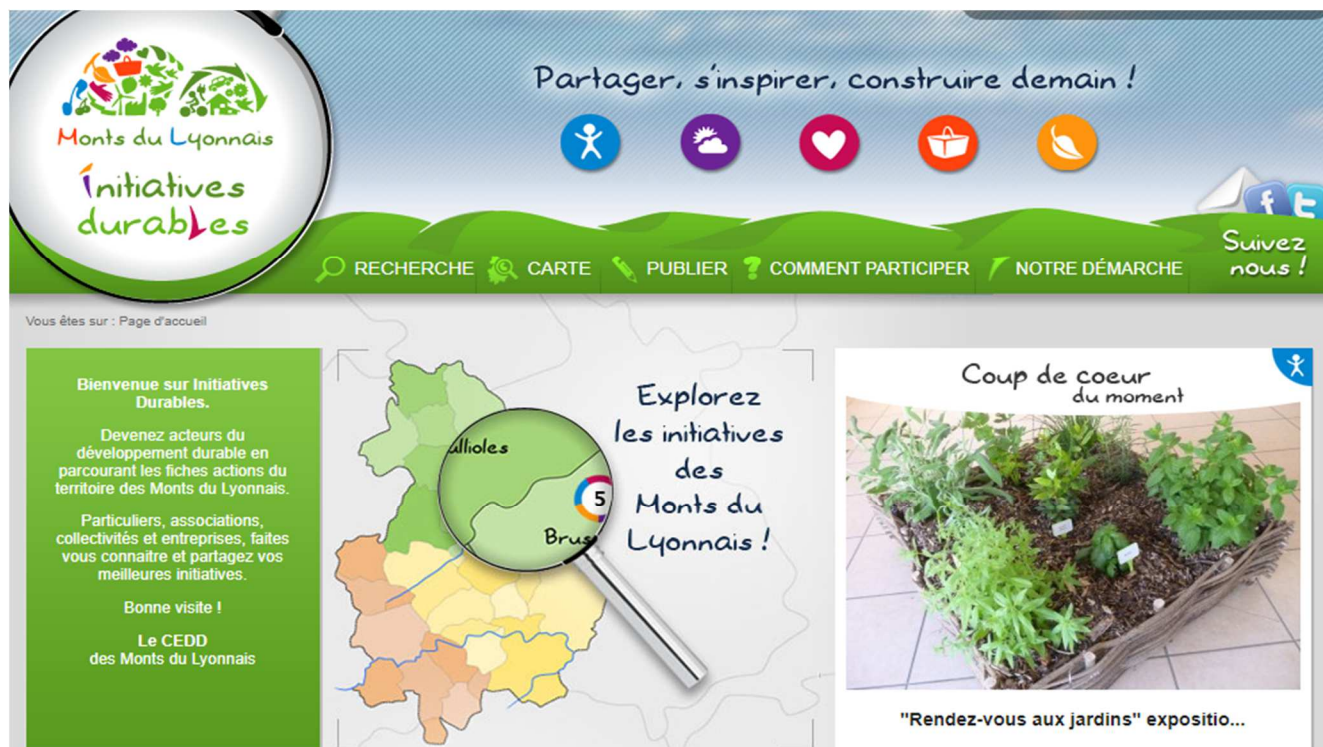 Monts du Lyonnais
initiatives
durables
Partager, s'inspirer, construire demain !
RECHERCHE
CARTE
PUBLIER
? COMMENT PARTICIPER
NOTRE DÉMARCHE
f t
Suivez
nous !
Vous êtes sur : Page d'accueil
Bienvenue sur Initiatives
Durables.
Devenez acteurs du
développement durable en
parcourant les fiches actions du
territoire des Monts du Lyonnais.
Particuliers, associations,
collectivités et entreprises, faites
vous connaitre et partagez vos
meilleures initiatives.
Bonne visite !
Le CEDD
des Monts du Lyonnais
ullioles
5
Brus
Explorez
les initiatives
des
Monts du
Lyonnais !
Coup de coeur
du moment
"Rendez-vous aux jardins" expositio...